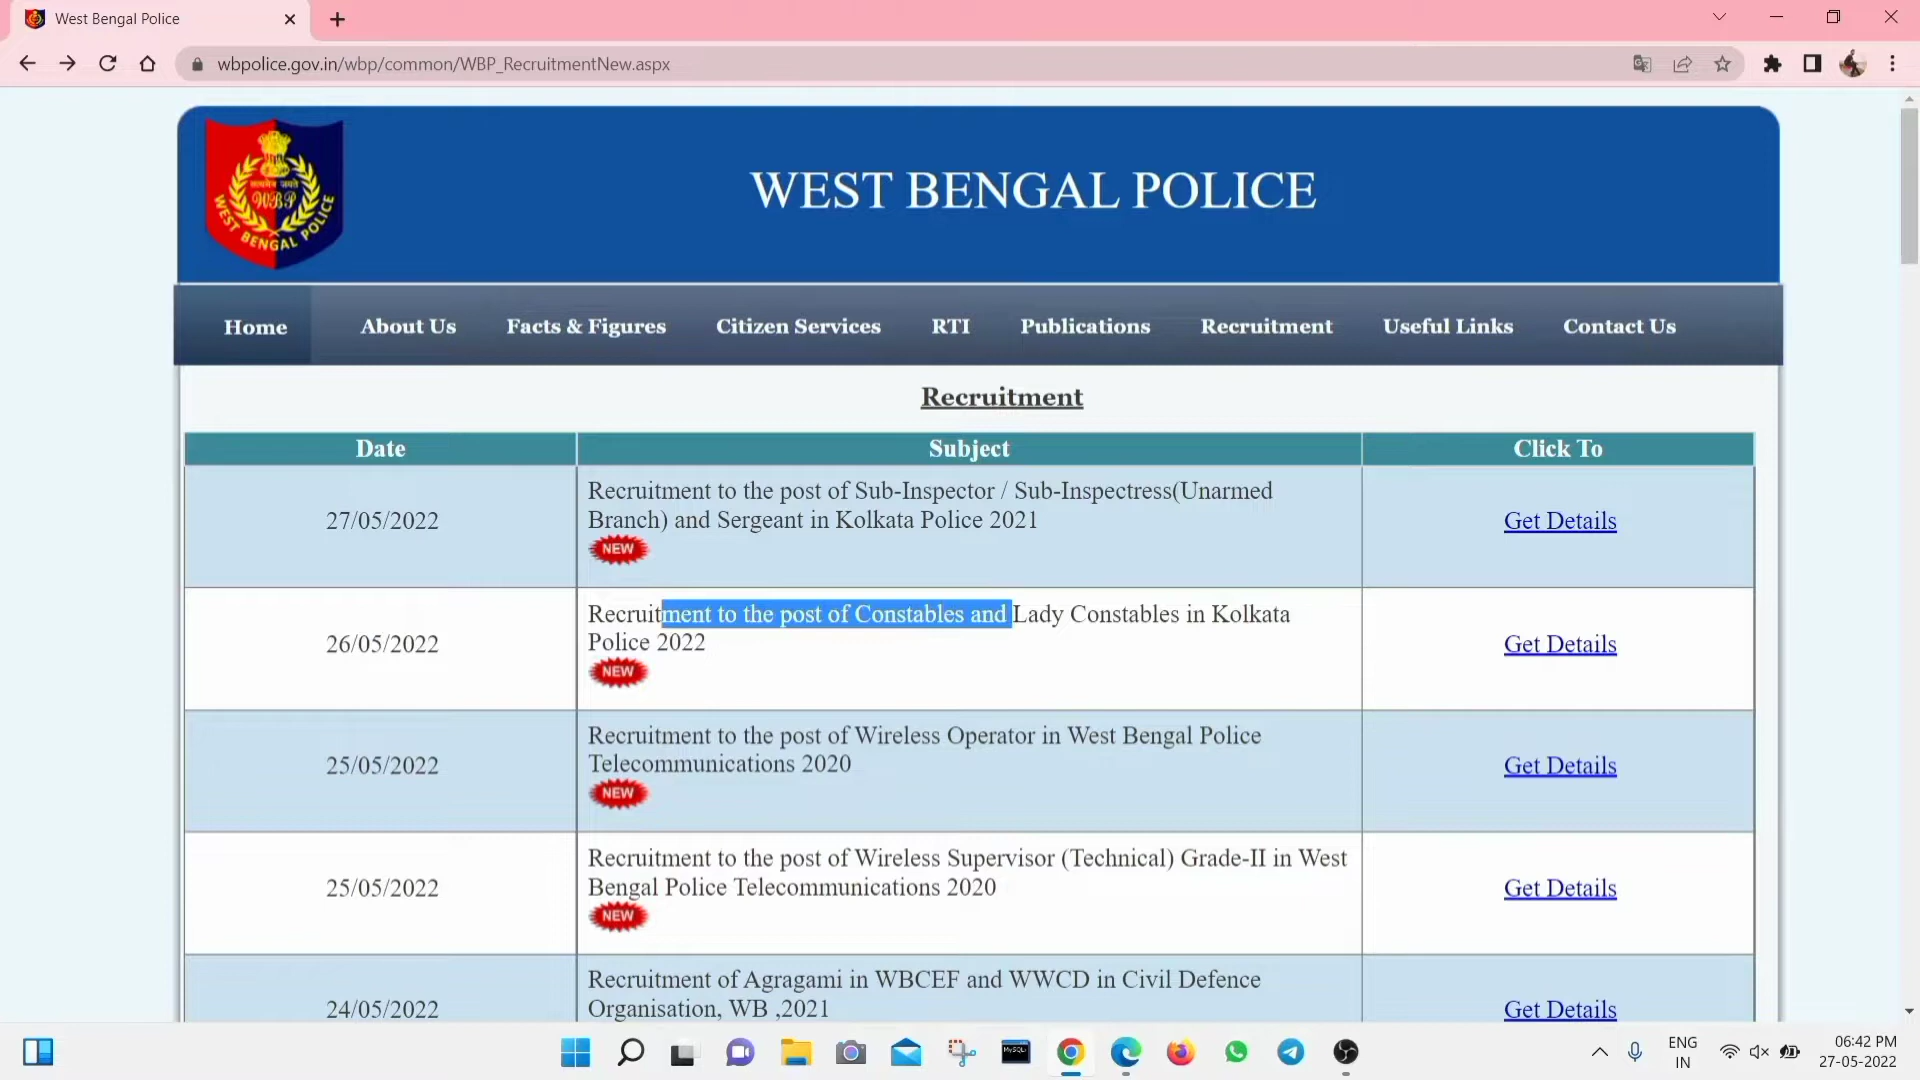 West Bengal Police
wbpolice.gov.in/wbp/common/WBP_RecruitmentNew.aspx
सत्यमेव जयते
WBP
WEST BENGAL POLICE
WEST BENGAL POLICE
Home About Us Facts & Figures Citizen Services RTI Publications Recruitment Useful Links Contact Us
Recruitment
Date Subject Click To
27/05/2022
Recruitment to the post of Sub-Inspector / Sub-Inspectress(Unarmed
Branch) and Sergeant in Kolkata Police 2021
NEW
Get Details
26/05/2022
Recruitment to the post of Constables and Lady Constables in Kolkata
Police 2022
NEW
Get Details
25/05/2022
Recruitment to the post of Wireless Operator in West Bengal Police
Telecommunications 2020
NEW
Get Details
25/05/2022
Recruitment to the post of Wireless Supervisor (Technical) Grade-II in West
Bengal Police Telecommunications 2020
NEW
Get Details
24/05/2022
Recruitment of Agragami in WBCEF and WWCD in Civil Defence
Organisation, WB ,2021
Get Details
MySQL
ENG
IN
06:42 PM
27-05-2022